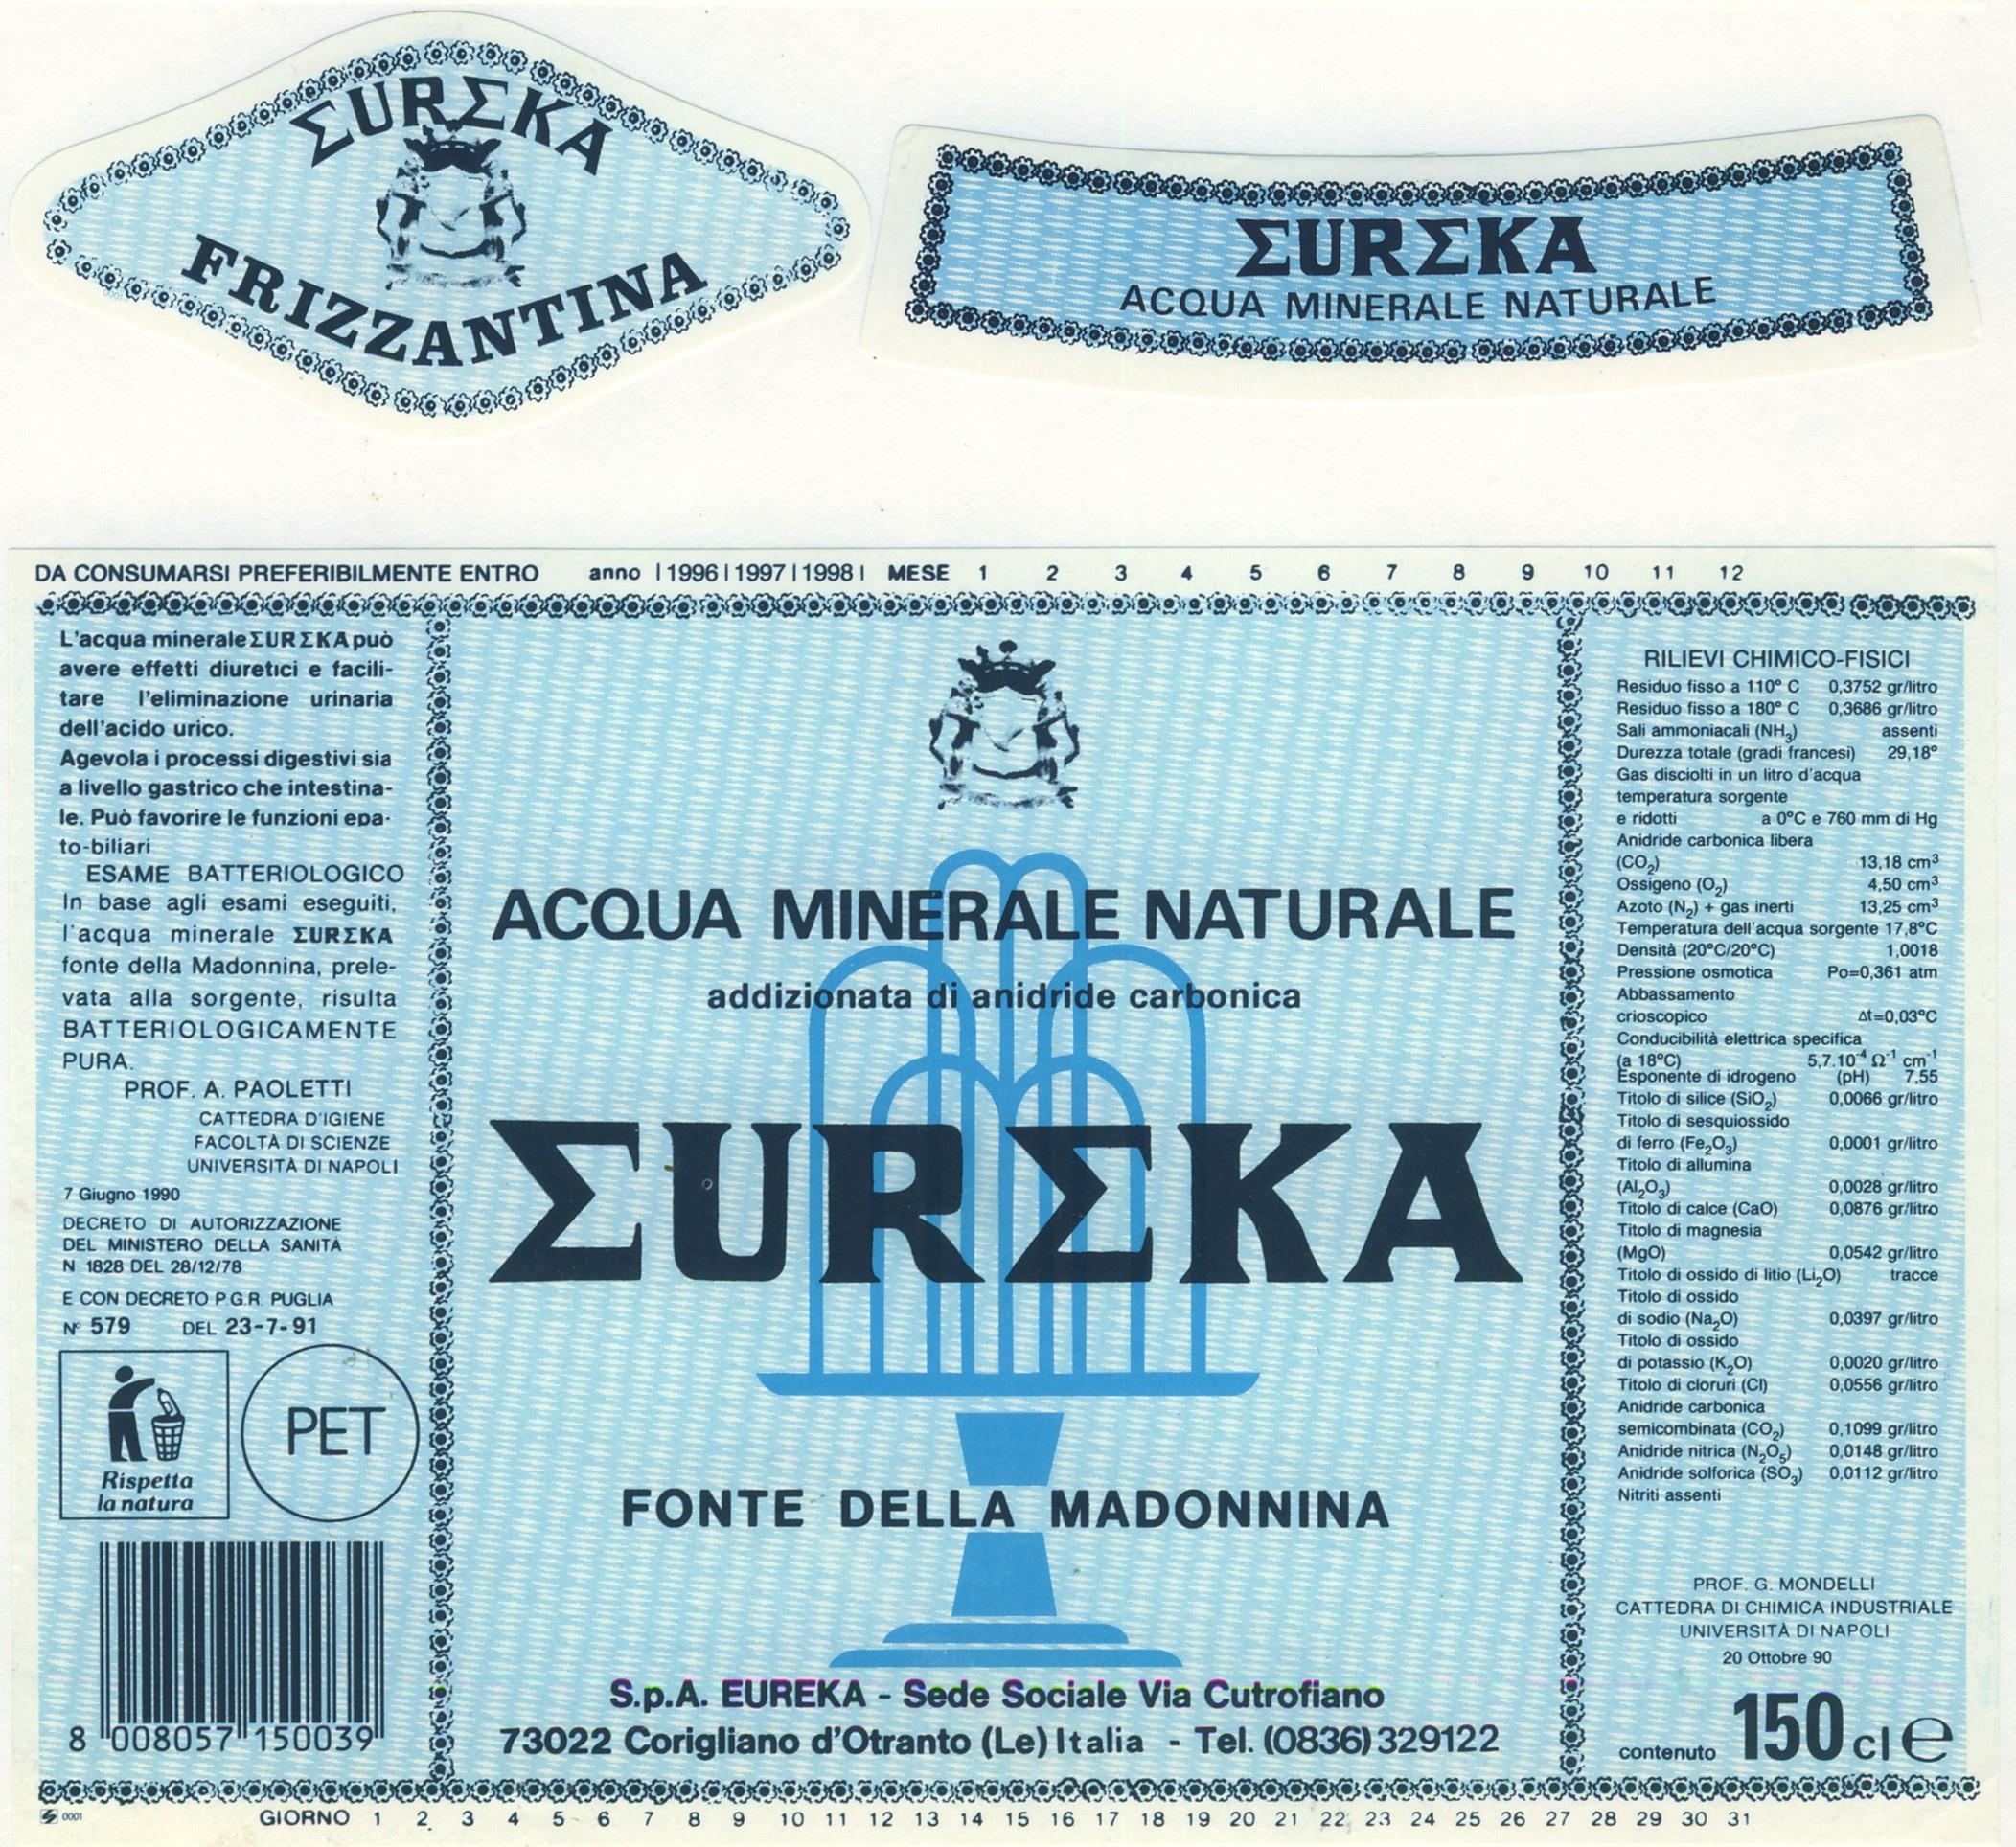 ΣURΣKA
FRIZZANTINA
ΣURΣKA
ACQUA MINERALE NATURALE
DA CONSUMARSI PREFERIBILMENTE ENTRO anno | 1996 | 1997 | 1998 | MESE 1 2 3 4 5 6 7 8 9 10 11 12
L'acqua minerale ΣURΣKA può
avere effetti diuretici e facili-
tare l'eliminazione urinaria
dell'acido urico.
Agevola i processi digestivi sia
a livello gastrico che intestina-
le. Può favorire le funzioni epa-
to-biliari
ESAME BATTERIOLOGICO
In base agli esami eseguiti,
l'acqua minerale ΣURΣKA
fonte della Madonnina, prele-
vata alla sorgente, risulta
BATTERIOLOGICAMENTE
PURA.
PROF. A. PAOLETTI
CATTEDRA D'IGIENE
FACOLTÀ DI SCIENZE
UNIVERSITÀ DI NAPOLI
7 Giugno 1990
DECRETO DI AUTORIZZAZIONE
DEL MINISTERO DELLA SANITÀ
N 1828 DEL 28/12/78
E CON DECRETO P.G.R. PUGLIA
N° 579 DEL 23-7-91
Rispetta
la natura
PET
8 008057 150039
ACQUA MINERALE NATURALE
addizionata di anidride carbonica
ΣURΣKA
FONTE DELLA MADONNINA
S.p.A. EUREKA - Sede Sociale Via Cutrofiano
73022 Corigliano d'Otranto (Le) Italia - Tel. (0836) 329122
RILIEVI CHIMICO-FISICI
Residuo fisso a 110° C 0,3752 gr/litro
Residuo fisso a 180° C 0,3686 gr/litro
Sali ammoniacali (NH₃) assenti
Durezza totale (gradi francesi) 29,18°
Gas disciolti in un litro d'acqua
temperatura sorgente
e ridotti a 0°C e 760 mm di Hg
Anidride carbonica libera
(CO₂) 13,18 cm³
Ossigeno (O₂) 4,50 cm³
Azoto (N₂) + gas inerti 13,25 cm³
Temperatura dell'acqua sorgente 17,8°C
Densità (20°C/20°C) 1,0018
Pressione osmotica Po=0,361 atm
Abbassamento
crioscopico Δt=0,03°C
Conducibilità elettrica specifica
(a 18°C) 5,7.10⁻⁴ Ω⁻¹ cm⁻¹
Esponente di idrogeno (pH) 7.55
Titolo di silice (SiO₂) 0,0066 gr/litro
Titolo di sesquiossido
di ferro (Fe₂O₃) 0,0001 gr/litro
Titolo di allumina
(Al₂O₃) 0,0028 gr/litro
Titolo di calce (CaO) 0,0876 gr/litro
Titolo di magnesia
(MgO) 0,0542 gr/litro
Titolo di ossido di litio (Li₂O) tracce
Titolo di ossido
di sodio (Na₂O) 0,0397 gr/litro
Titolo di ossido
di potassio (K₂O) 0,0020 gr/litro
Titolo di cloruri (Cl) 0,0556 gr/litro
Anidride carbonica
semicombinata (CO₂) 0,1099 gr/litro
Anidride nitrica (N₂O₅) 0,0148 gr/litro
Anidride solforica (SO₃) 0,0112 gr/litro
Nitriti assenti
PROF. G. MONDELLI
CATTEDRA DI CHIMICA INDUSTRIALE
UNIVERSITÀ DI NAPOLI
20 Ottobre 90
contenuto 150 cl e
0001 GIORNO 1 2 3 4 5 6 7 8 9 10 11 12 13 14 15 16 17 18 19 20 21 22 23 24 25 26 27 28 29 30 31